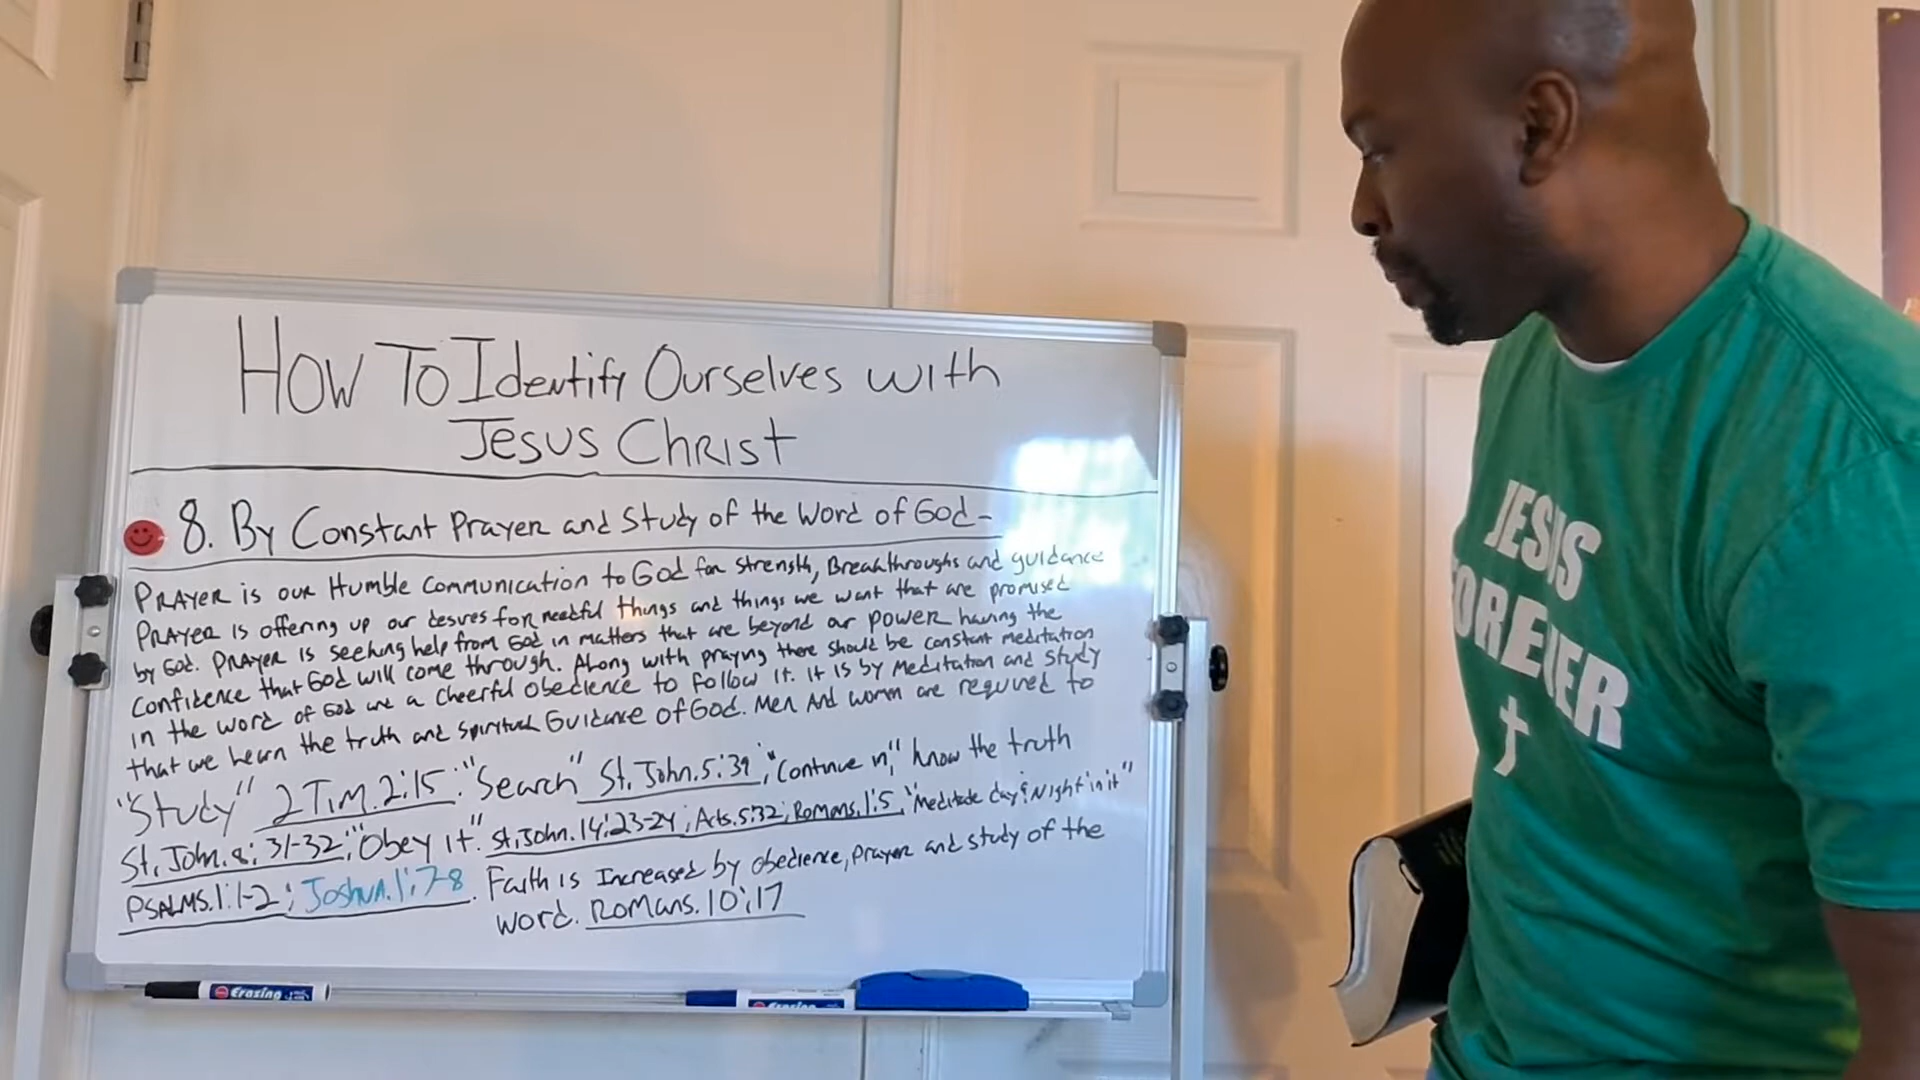 How To Identify Ourselves with
Jesus Christ
8. By Constant Prayer and Study of the Word of God-
Prayer is our Humble Communication to God for strength, Breakthroughs and guidance
Prayer is offering up our desires for needful things and things we want that are promised
by God. Prayer is seeking help from God in matters that are beyond our power having the
confidence that God will come through. Along with praying there should be constant meditation
in the word of God and a cheerful obedience to follow it. It is by meditation and study
that we learn the truth and spiritual Guidance of God. Men And women are required to
"Study" 2 Tim.2:15. "Search" St. John.5:39, "Continue in," know the truth
St. John.8:31-32; "Obey it". St. John.14:23-24; Acts.5:32; Romans.1:5, "Meditate day & Night in it"
Psalms.1:1-2; Joshua.1:7-8. Faith is Increased by obedience, prayer and study of the
word. Romans.10:17
JESUS
FOREVER
Erasing
Erasing